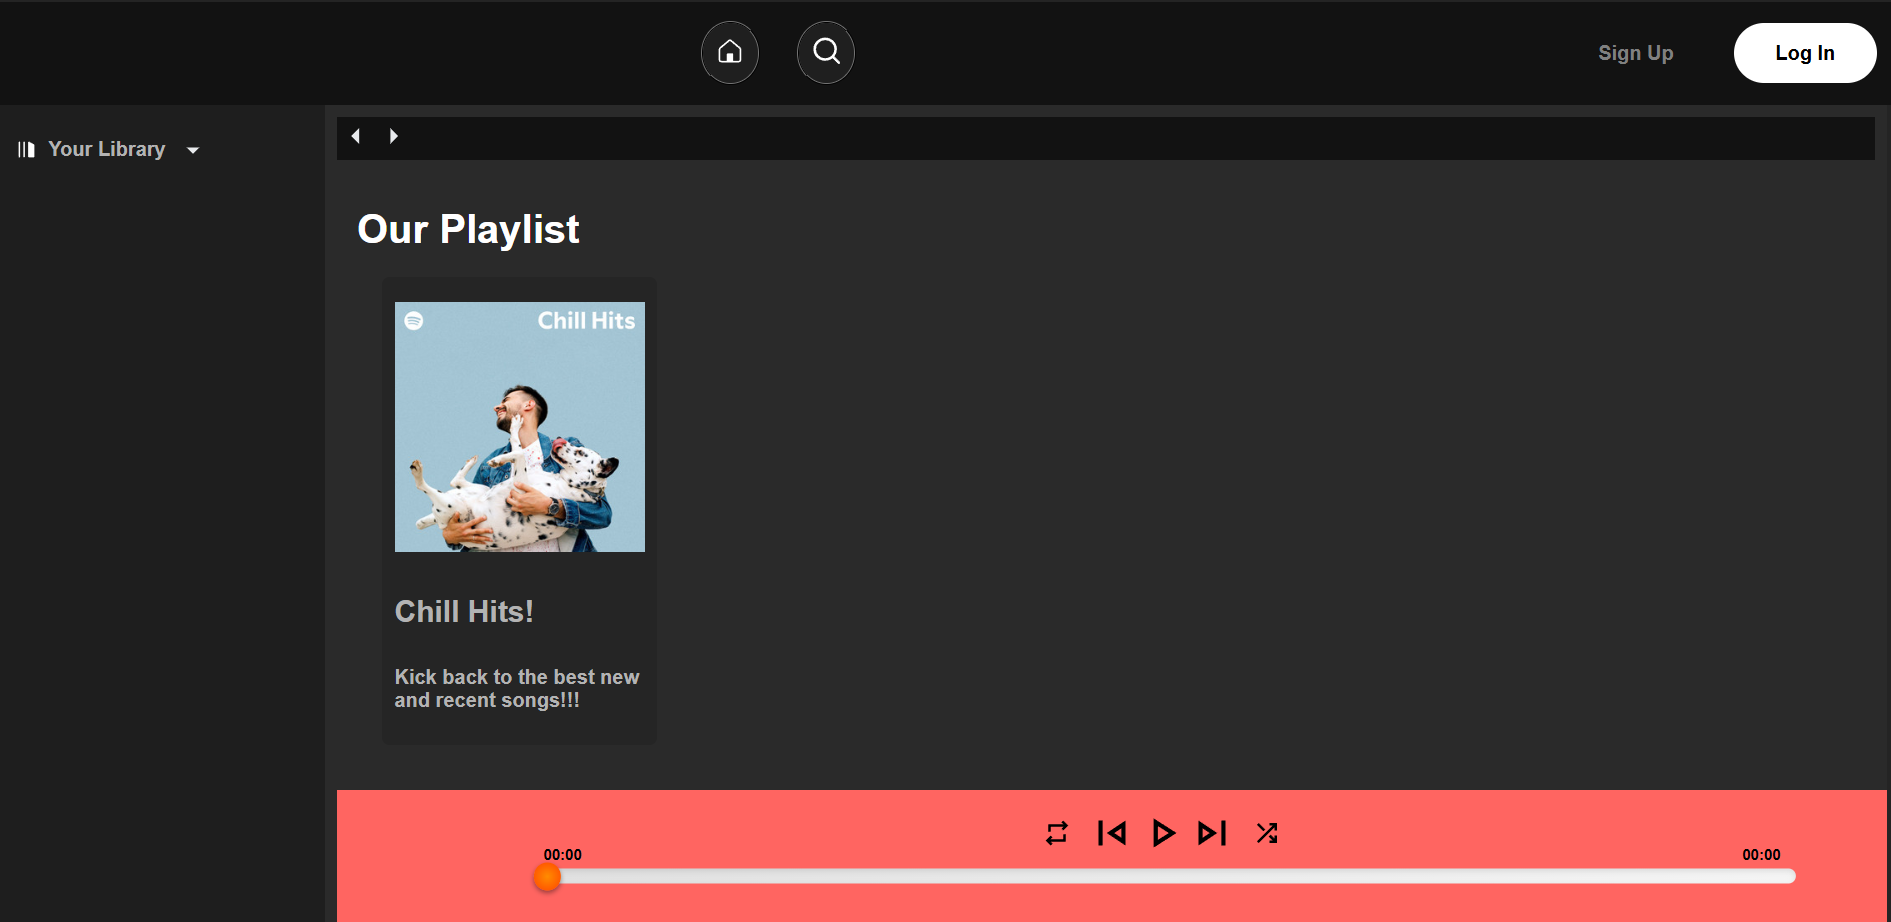 Sign Up
Log In
Your Library
Our Playlist
Chill Hits
Chill Hits!
Kick back to the best new
and recent songs!!!
00:00
00:00